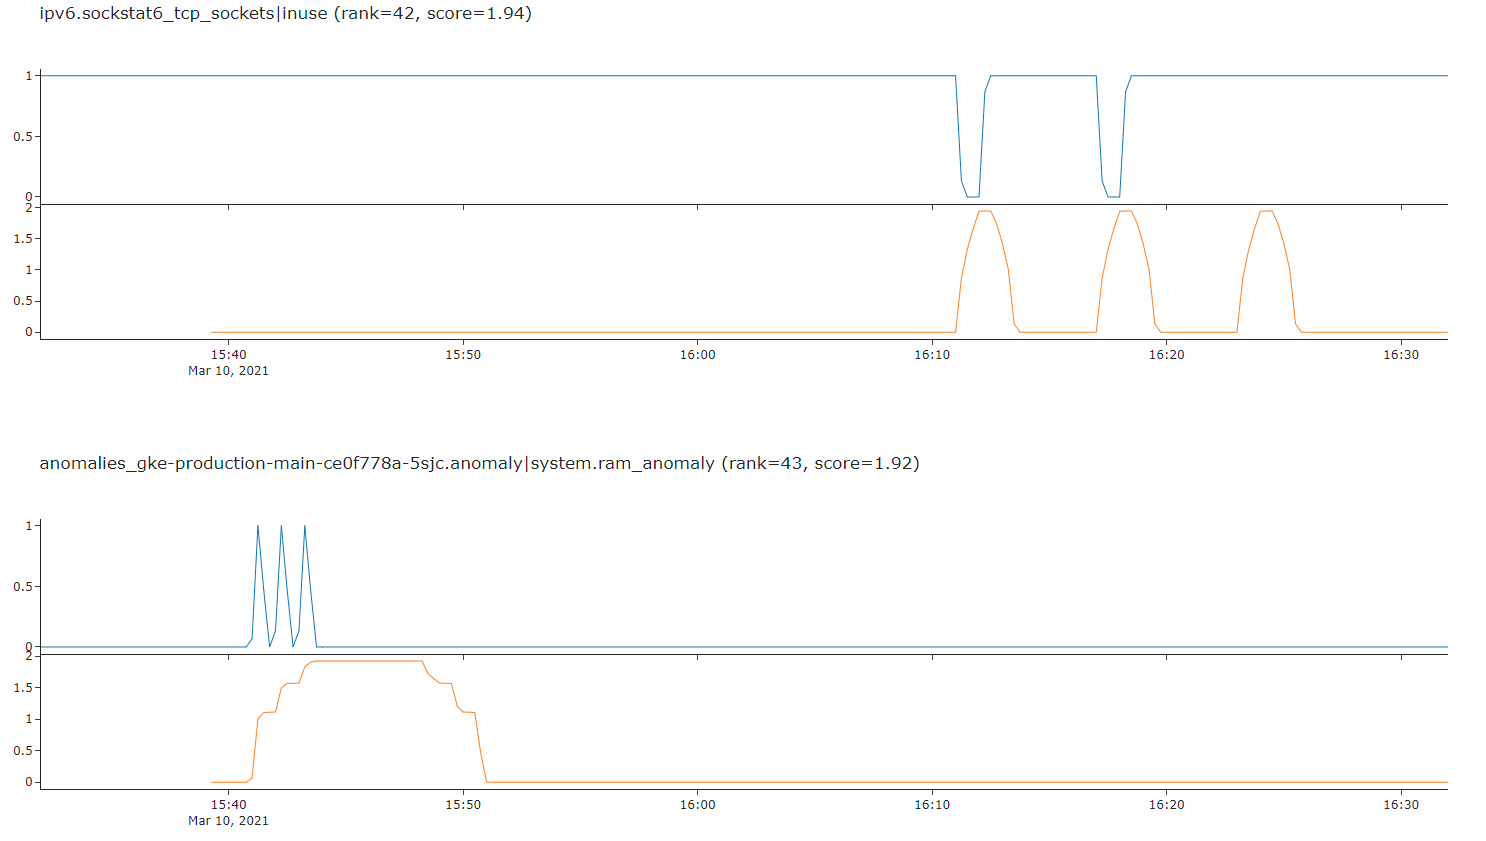 ipv6.sockstat6_tcp_sockets|inuse (rank=42, score=1.94)
1
0.5
0
2
1.5
1
0.5
0
15:40 15:50 16:00 16:10 16:20 16:30
Mar 10, 2021
anomalies_gke-production-main-ce0f778a-5sjc.anomaly|system.ram_anomaly (rank=43, score=1.92)
1
0.5
0
2
1.5
1
0.5
0
15:40 15:50 16:00 16:10 16:20 16:30
Mar 10, 2021